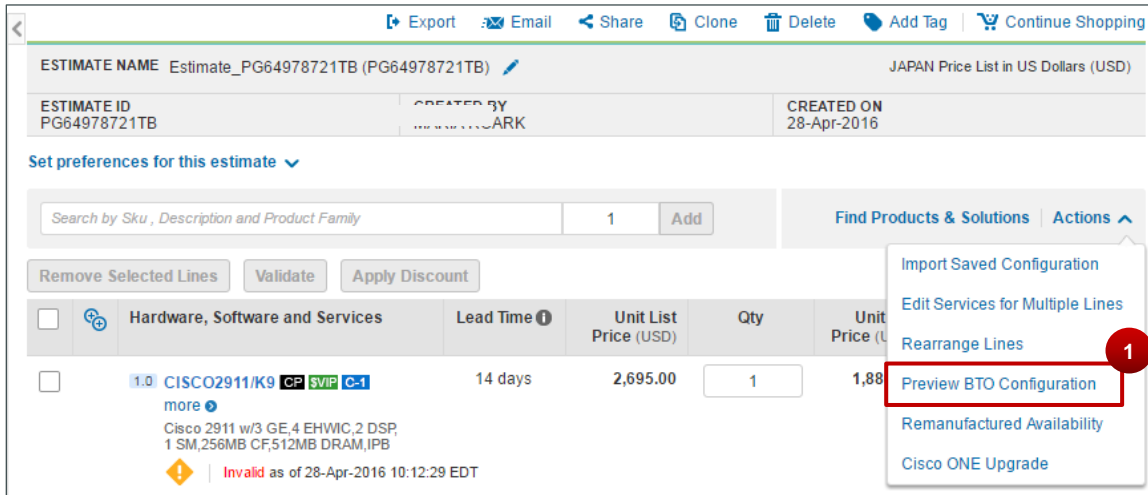 Export Email Share Clone Delete Add Tag Continue Shopping
ESTIMATE NAME Estimate_PG64978721TB (PG64978721TB) JAPAN Price List in US Dollars (USD)
ESTIMATE ID CREATED BY CREATED ON
PG64978721TB 28-Apr-2016
Set preferences for this estimate
Search by Sku , Description and Product Family 1 Add Find Products & Solutions Actions
Remove Selected Lines Validate Apply Discount
Hardware, Software and Services Lead Time Unit List Price (USD) Qty Unit Price
1.0 CISCO2911/K9 CP $VIP C-1 14 days 2,695.00 1 1,88
more
Cisco 2911 w/3 GE,4 EHWIC,2 DSP,
1 SM,256MB CF,512MB DRAM,IPB
Invalid as of 28-Apr-2016 10:12:29 EDT
Import Saved Configuration
Edit Services for Multiple Lines
Rearrange Lines
1
Preview BTO Configuration
Remanufactured Availability
Cisco ONE Upgrade